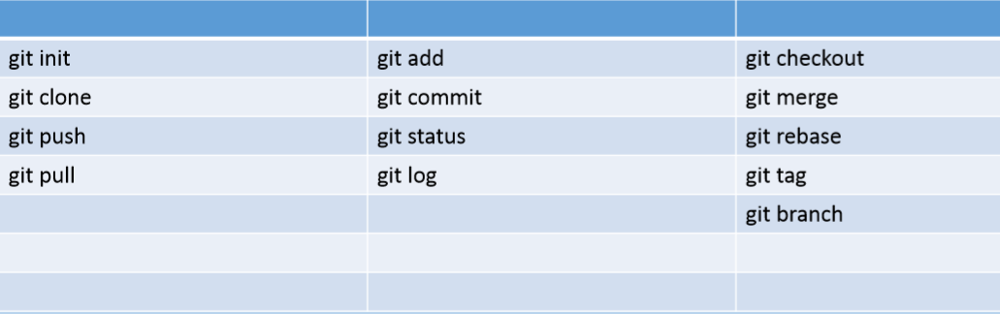 git init git add git checkout
git clone git commit git merge
git push git status git rebase
git pull git log git tag
git branch